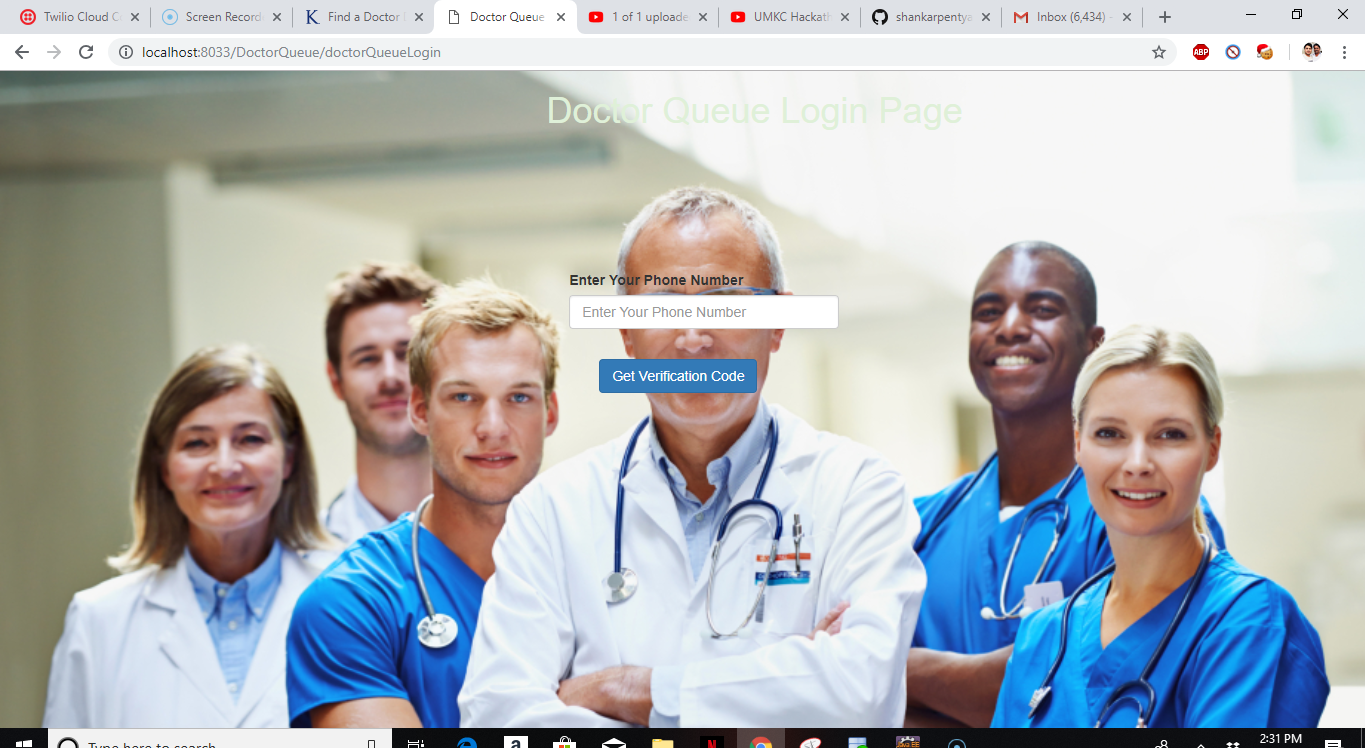 Twilio Cloud C
Screen Record
Find a Doctor
Doctor Queue
1 of 1 uploade
UMKC Hackath
shankarpentya
Inbox (6,434)
localhost:8033/DoctorQueue/doctorQueueLogin
ABP
Doctor Queue Login Page
Enter Your Phone Number
Enter Your Phone Number
Get Verification Code
Type here to search
2:31 PM